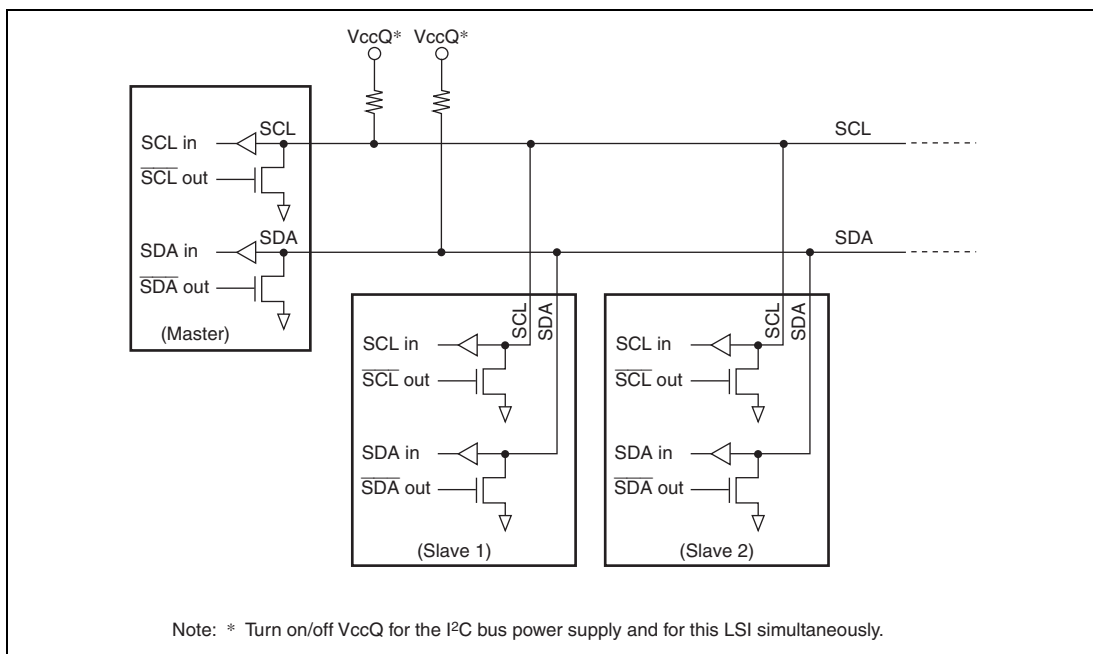 VccQ* VccQ*
SCL
SCL in
SCL out
SDA
SDA in
SDA out
(Master)
SCL
SDA
SCL
SDA
SCL in
SCL out
SDA in
SDA out
(Slave 1)
SCL
SDA
SCL in
SCL out
SDA in
SDA out
(Slave 2)
Note: * Turn on/off VccQ for the I²C bus power supply and for this LSI simultaneously.